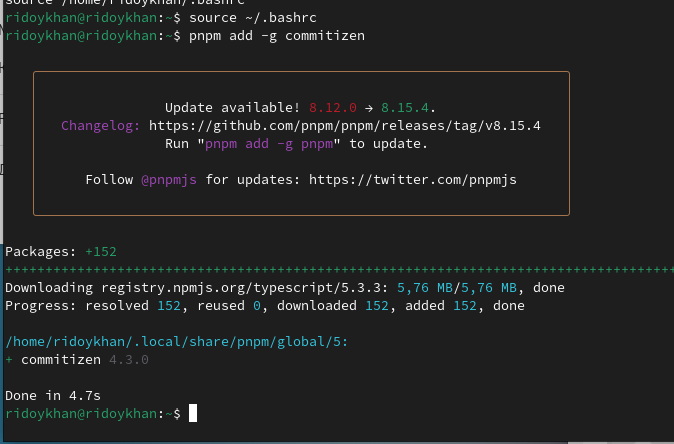 source /home/ridoykhan/.bashrc
ridoykhan@ridoykhan:~$ source ~/.bashrc
ridoykhan@ridoykhan:~$ pnpm add -g commitizen
Update available! 8.12.0 → 8.15.4.
Changelog: https://github.com/pnpm/pnpm/releases/tag/v8.15.4
Run "pnpm add -g pnpm" to update.
Follow @pnpmjs for updates: https://twitter.com/pnpmjs
Packages: +152
++++++++++++++++++++++++++++++++++++++++++++++++++++++++++++++++++++++++++++++++++++
Downloading registry.npmjs.org/typescript/5.3.3: 5,76 MB/5,76 MB, done
Progress: resolved 152, reused 0, downloaded 152, added 152, done
/home/ridoykhan/.local/share/pnpm/global/5:
+ commitizen 4.3.0
Done in 4.7s
ridoykhan@ridoykhan:~$